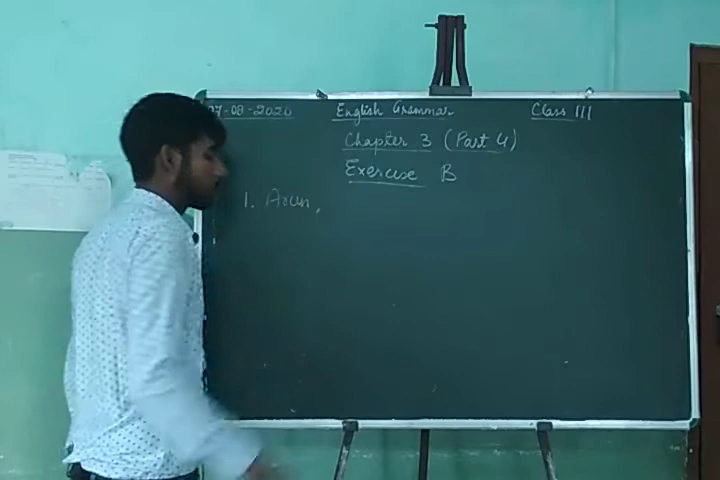 07-08-2020 English Grammar Class III
Chapter 3 (Part 4)
Exercise B
1. Arun,